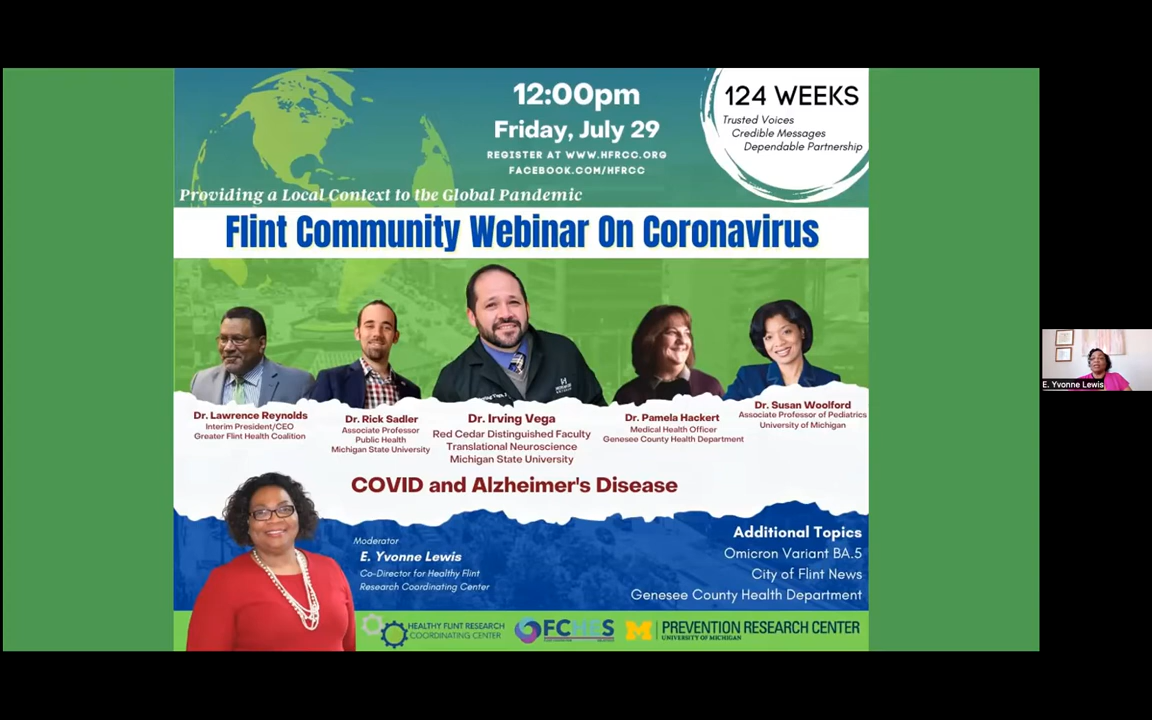 12:00pm
Friday, July 29
REGISTER AT WWW.HFRCC.ORG
FACEBOOK.COM/HFRCC
124 WEEKS
Trusted Voices
Credible Messages
Dependable Partnership
Providing a Local Context to the Global Pandemic
Flint Community Webinar On Coronavirus
Dr. Lawrence Reynolds
Interim President/CEO
Greater Flint Health Coalition
Dr. Rick Sadler
Associate Professor
Public Health
Michigan State University
Dr. Irving Vega
Red Cedar Distinguished Faculty
Translational Neuroscience
Michigan State University
Dr. Pamela Hackert
Medical Health Officer
Genesee County Health Department
Dr. Susan Woolford
Associate Professor of Pediatrics
University of Michigan
COVID and Alzheimer's Disease
Moderator
E. Yvonne Lewis
Co-Director for Healthy Flint
Research Coordinating Center
Additional Topics
Omicron Variant BA.5
City of Flint News
Genesee County Health Department
HEALTHY FLINT RESEARCH
COORDINATING CENTER
FCHES
M PREVENTION RESEARCH CENTER
UNIVERSITY OF MICHIGAN
E. Yvonne Lewis